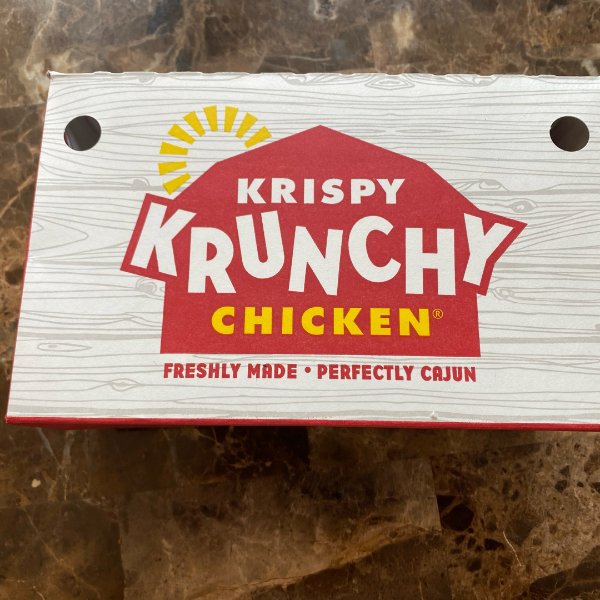 KRISPY
KRUNCHY
CHICKEN®
FRESHLY MADE • PERFECTLY CAJUN